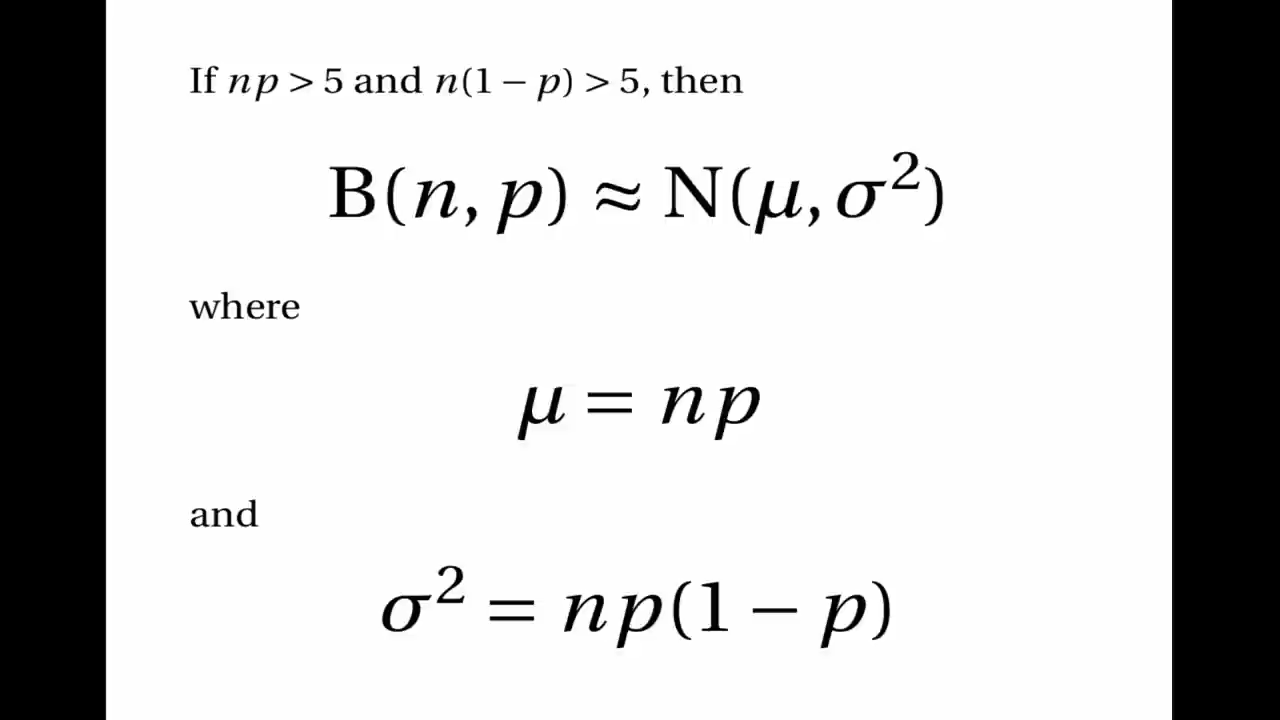 If np > 5 and n(1 − p) > 5, then
B(n, p) ≈ N(μ, σ²)
where
μ = np
and
σ² = np(1 − p)